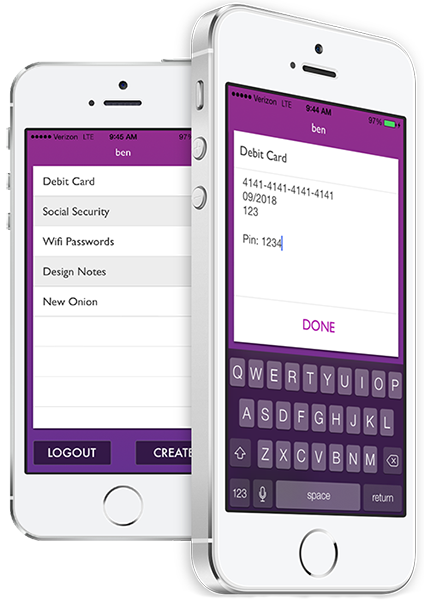 ●●●●● Verizon LTE 9:45 AM 97%
ben
Debit Card
Social Security
Wifi Passwords
Design Notes
New Onion
LOGOUT CREATE
●●●●● Verizon LTE 9:44 AM 97%
ben
Debit Card
4141-4141-4141-4141
09/2018
123
Pin: 1234
DONE
Q W E R T Y U I O P
A S D F G H J K L
Z X C V B N M
123 space return